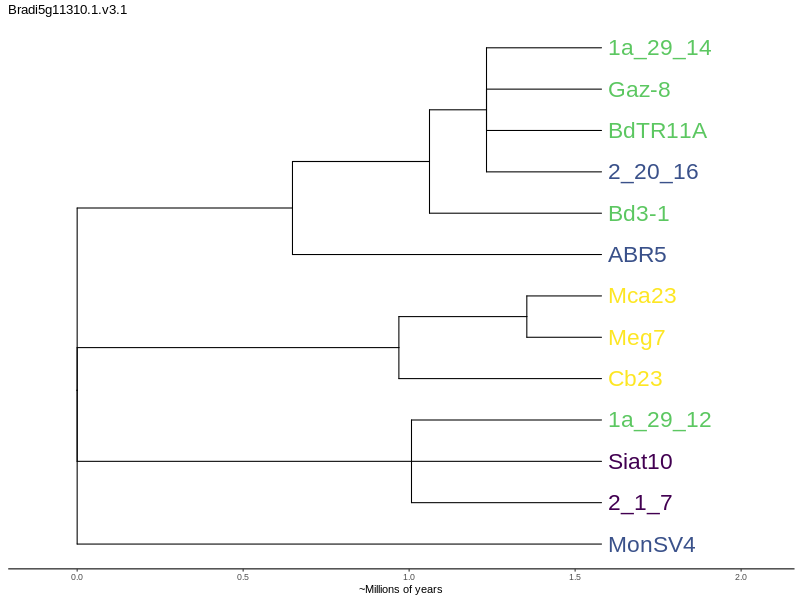 Bradi5g11310.1.v3.1
1a_29_14
Gaz-8
BdTR11A
2_20_16
Bd3-1
ABR5
Mca23
Meg7
Cb23
1a_29_12
Siat10
2_1_7
MonSV4
0.0 0.5 1.0 1.5 2.0
~Millions of years